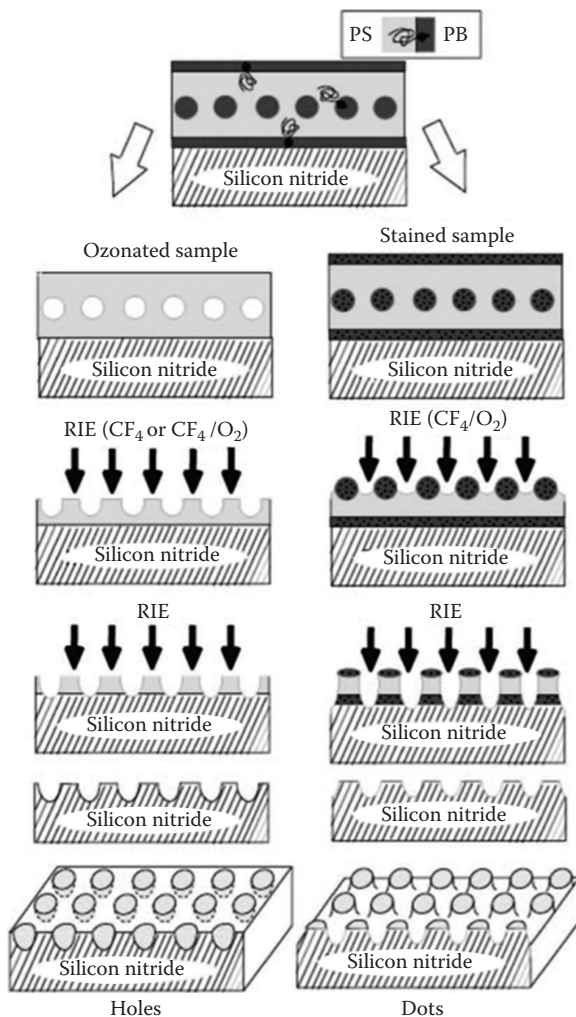 PS PB
Silicon nitride
Ozonated sample
Stained sample
Silicon nitride
Silicon nitride
RIE (CF4 or CF4 /O2)
RIE (CF4/O2)
Silicon nitride
Silicon nitride
RIE
RIE
Silicon nitride
Silicon nitride
Silicon nitride
Silicon nitride
Silicon nitride
Silicon nitride
Holes
Dots